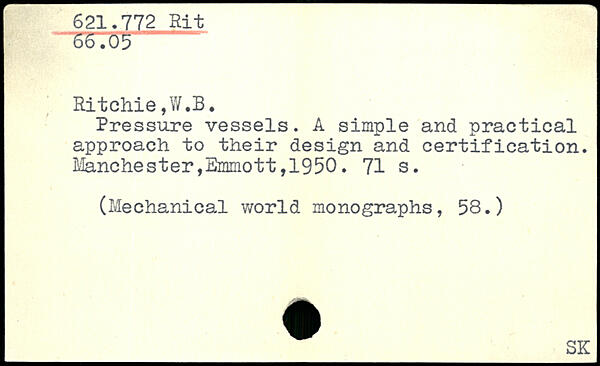 621.772 Rit
66.05
Ritchie,W.B.
Pressure vessels. A simple and practical
approach to their design and certification.
Manchester,Emmott,1950. 71 s.
(Mechanical world monographs, 58.)
SK